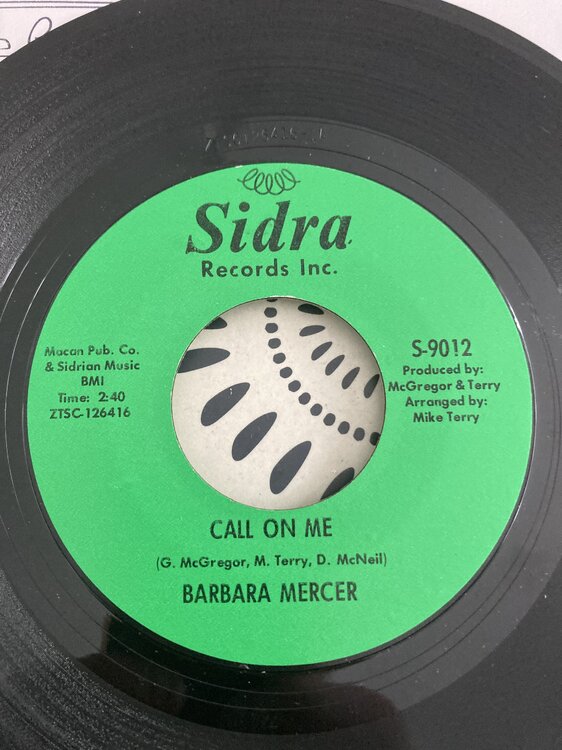 Sidra
Records Inc.
Macan Pub. Co.
& Sidrian Music
BMI
Time: 2:40
ZTSC-126416
S-9012
Produced by:
McGregor & Terry
Arranged by:
Mike Terry
CALL ON ME
(G. McGregor, M. Terry, D. McNeil)
BARBARA MERCER